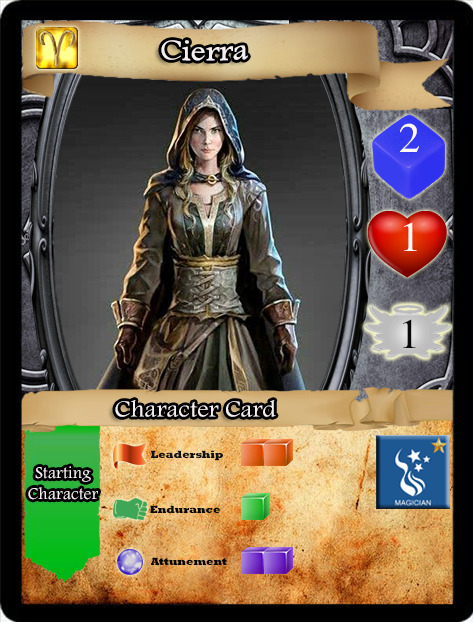 Cierra
2
1
1
Character Card
Starting
Character
Leadership
Endurance
Attunement
MAGICIAN